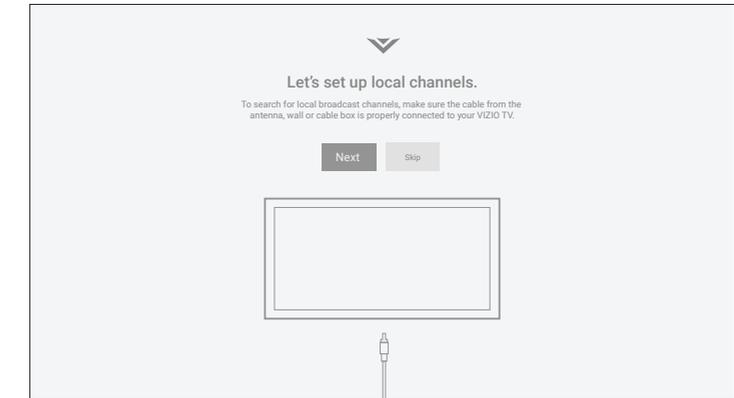 Let's set up local channels.
To search for local broadcast channels, make sure the cable from the
antenna, wall or cable box is properly connected to your VIZIO TV.
Next
Skip